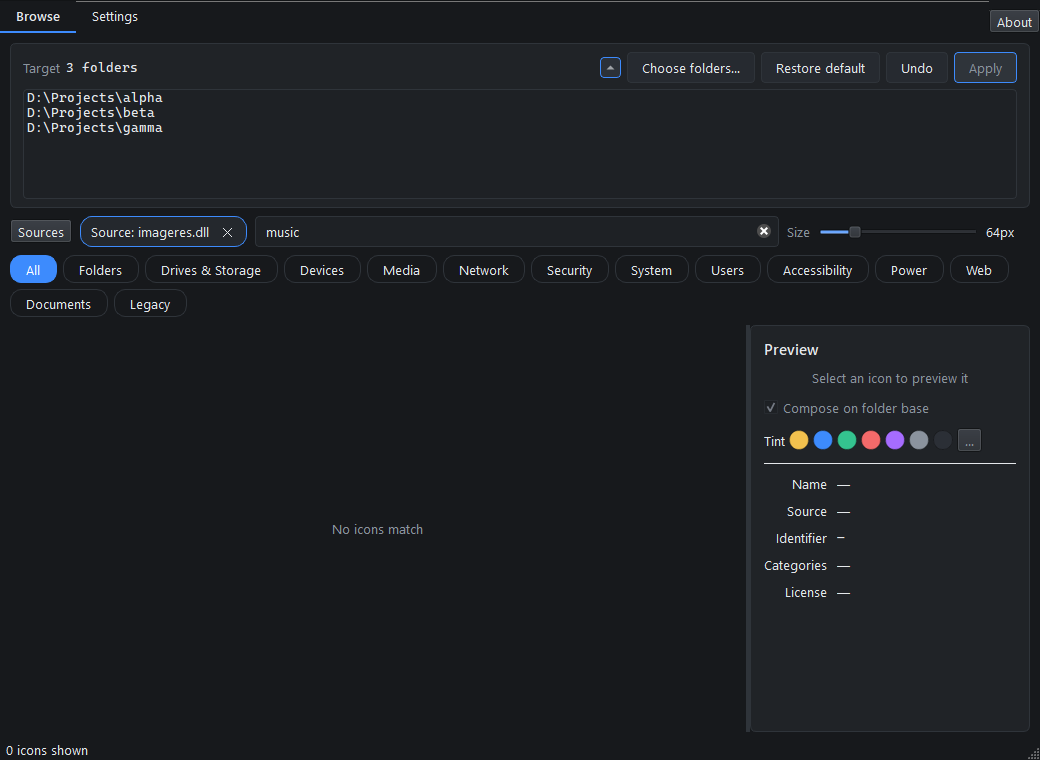 Browse Settings
About
Target 3 folders Choose folders... Restore default Undo Apply
D:\Projects\alpha
D:\Projects\beta
D:\Projects\gamma
Sources Source: imageres.dll music Size 64px
All Folders Drives & Storage Devices Media Network Security System Users Accessibility Power Web
Documents Legacy
Preview
Select an icon to preview it
Compose on folder base
Tint ...
Name —
Source —
Identifier –
Categories —
License —
No icons match
0 icons shown